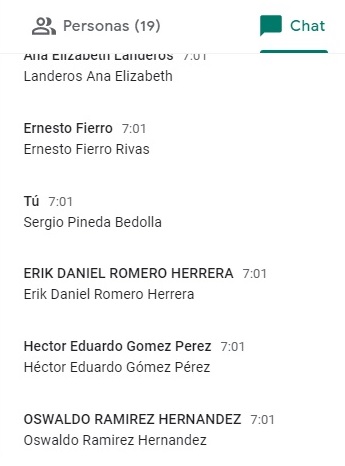 Personas (19)
Chat
Ana Elizabeth Landeros 7:01
Landeros Ana Elizabeth
Ernesto Fierro 7:01
Ernesto Fierro Rivas
Tú 7:01
Sergio Pineda Bedolla
ERIK DANIEL ROMERO HERRERA 7:01
Erik Daniel Romero Herrera
Hector Eduardo Gomez Perez 7:01
Héctor Eduardo Gómez Pérez
OSWALDO RAMIREZ HERNANDEZ 7:01
Oswaldo Ramirez Hernandez